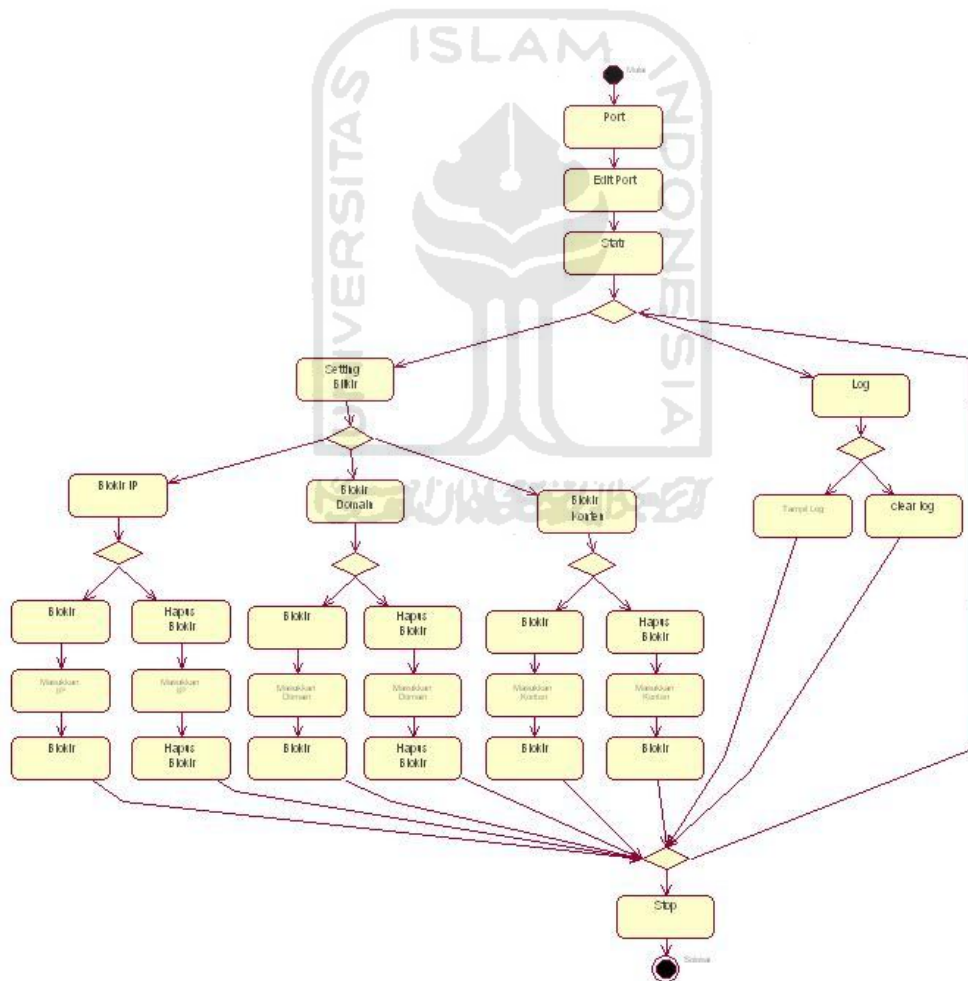 ISLAM
UNIVERSITAS
INDONESIA
Mulai
Port
Edit Port
Statr
Setting
Blikir
Log
Blokir IP
Blokir
Domain
Blokir
Konten
Tampil Log
clear log
Blokir
Hapus
Blokir
Blokir
Hapus
Blokir
Blokir
Hapus
Blokir
Masukkan
IP
Masukkan
IP
Masukkan
Domain
Masukkan
Domain
Masukkan
Konten
Masukkan
Konten
Blokir
Hapus
Blokir
Blokir
Hapus
Blokir
Blokir
Blokir
Stop
Selesai